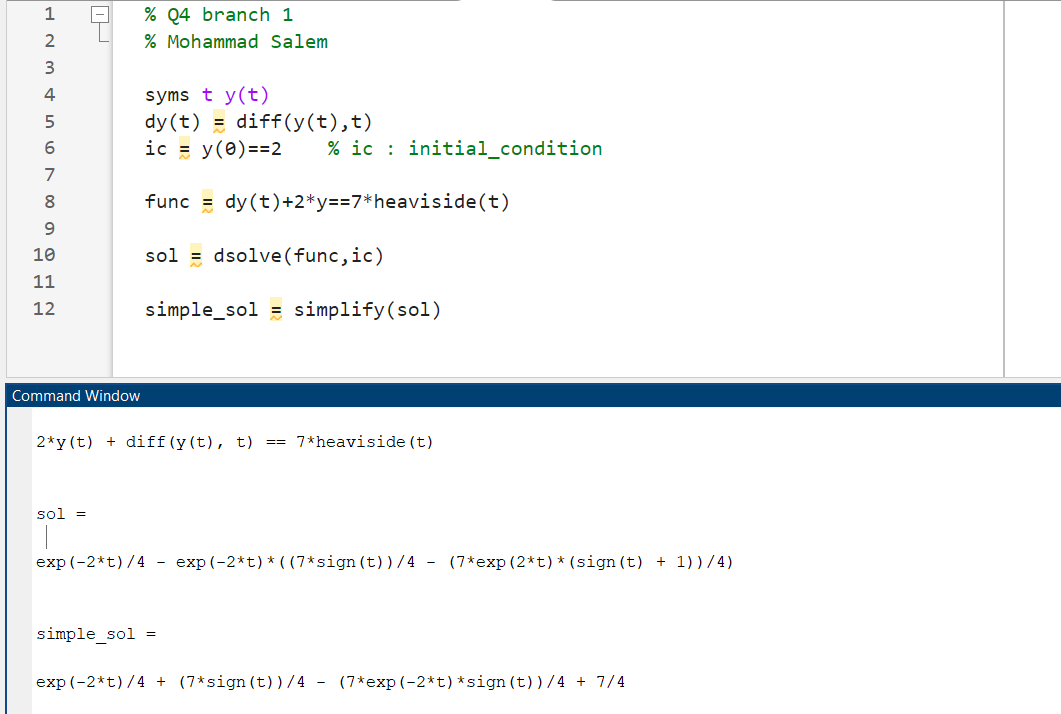 1 % Q4 branch 1
2 % Mohammad Salem
3
4 syms t y(t)
5 dy(t) = diff(y(t),t)
6 ic = y(0)==2    % ic : initial_condition
7
8 func = dy(t)+2*y==7*heaviside(t)
9
10 sol = dsolve(func,ic)
11
12 simple_sol = simplify(sol)
Command Window
2*y(t) + diff(y(t), t) == 7*heaviside(t)
sol =
exp(-2*t)/4 - exp(-2*t)*((7*sign(t))/4 - (7*exp(2*t)*(sign(t) + 1))/4)
simple_sol =
exp(-2*t)/4 + (7*sign(t))/4 - (7*exp(-2*t)*sign(t))/4 + 7/4